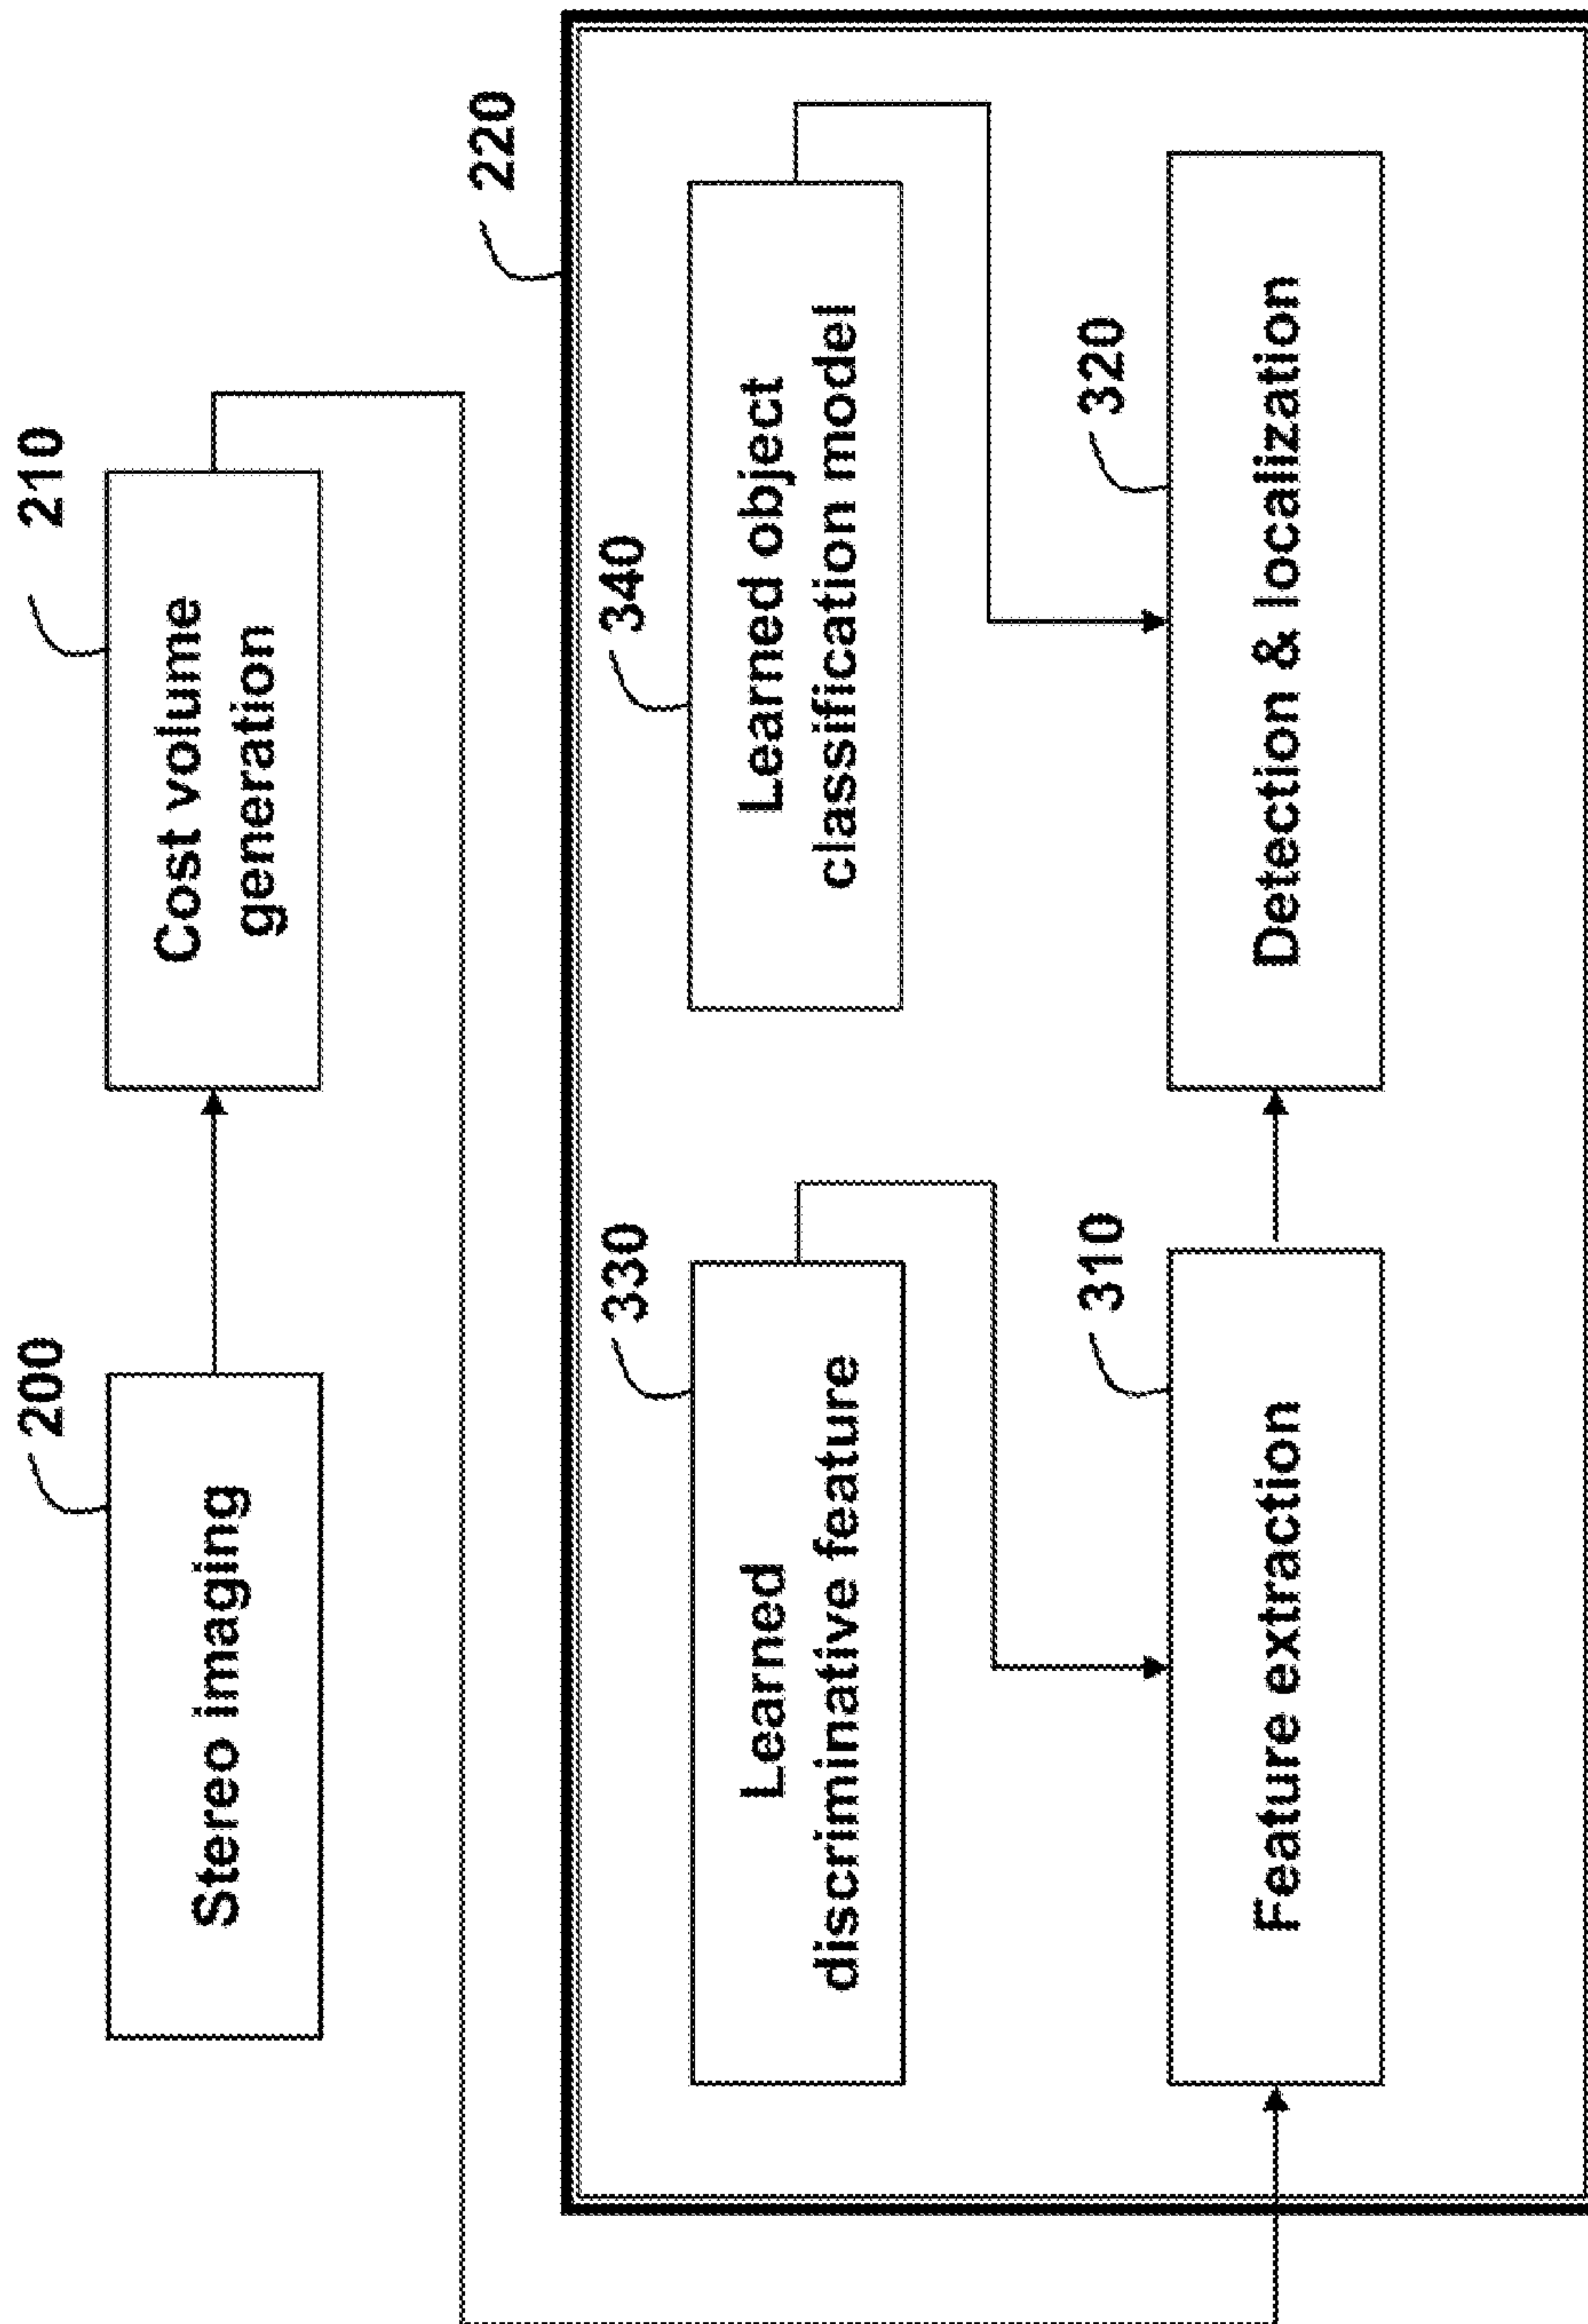 200
Stereo imaging
210
Cost volume
generation
220
330
Learned
discriminative feature
340
Learned object
classification model
310
Feature extraction
320
Detection & localization